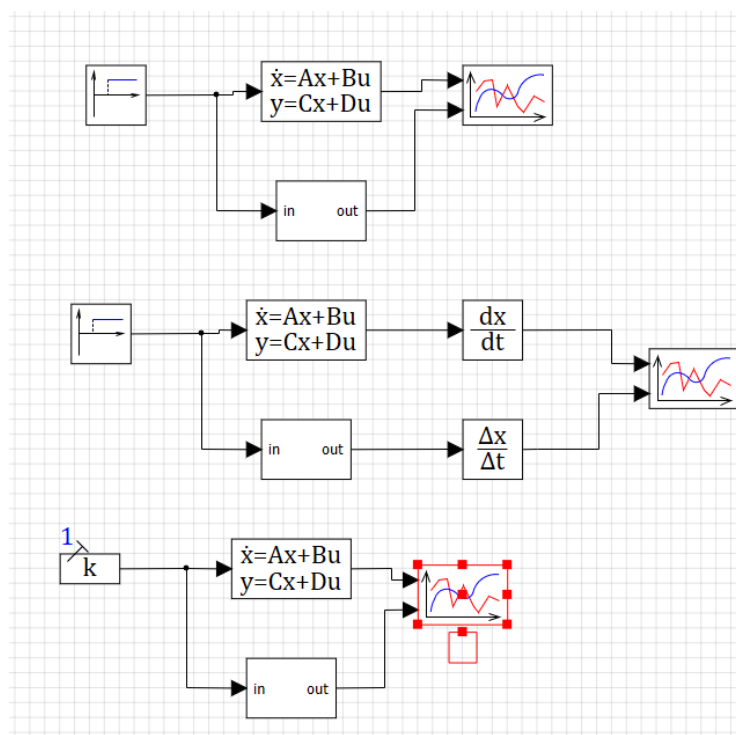 ẋ=Ax+Bu
y=Cx+Du
in out
ẋ=Ax+Bu
y=Cx+Du
dx
dt
in out
Δx
Δt
1
k
ẋ=Ax+Bu
y=Cx+Du
in out